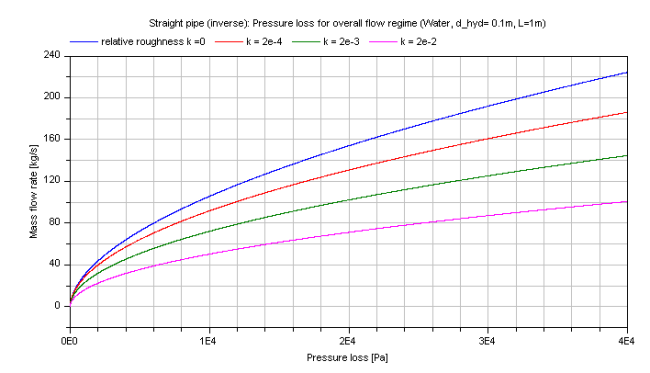 Straight pipe (inverse): Pressure loss for overall flow regime (Water, d_hyd= 0.1m, L=1m)
relative roughness k =0 k = 2e-4 k = 2e-3 k = 2e-2
240
200
160
120
80
40
0
Mass flow rate [kg/s]
0E0 1E4 2E4 3E4 4E4
Pressure loss [Pa]